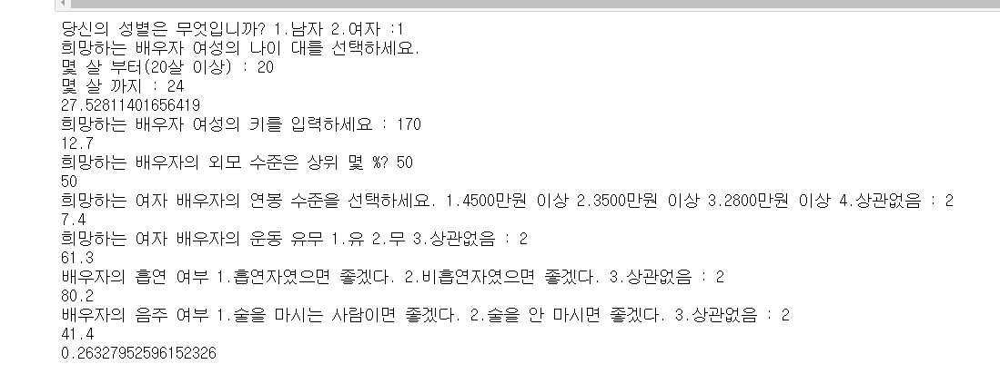 당신의 성별은 무엇입니까? 1.남자 2.여자 :1
희망하는 배우자 여성의 나이 대를 선택하세요.
몇 살 부터(20살 이상) : 20
몇 살 까지 : 24
27.52811401656419
희망하는 배우자 여성의 키를 입력하세요 : 170
12.7
희망하는 배우자의 외모 수준은 상위 몇 %? 50
50
희망하는 여자 배우자의 연봉 수준을 선택하세요. 1.4500만원 이상 2.3500만원 이상 3.2800만원 이상 4.상관없음 : 2
7.4
희망하는 여자 배우자의 운동 유무 1.유 2.무 3.상관없음 : 2
61.3
배우자의 흡연 여부 1.흡연자였으면 좋겠다. 2.비흡연자였으면 좋겠다. 3.상관없음 : 2
80.2
배우자의 음주 여부 1.술을 마시는 사람이면 좋겠다. 2.술을 안 마시면 좋겠다. 3.상관없음 : 2
41.4
0.26327952596152326